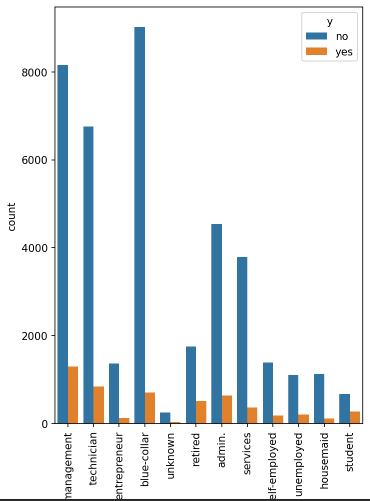 y
no
yes
8000
6000
4000
2000
0
count
management
technician
entrepreneur
blue-collar
unknown
retired
admin.
services
elf-employed
unemployed
housemaid
student